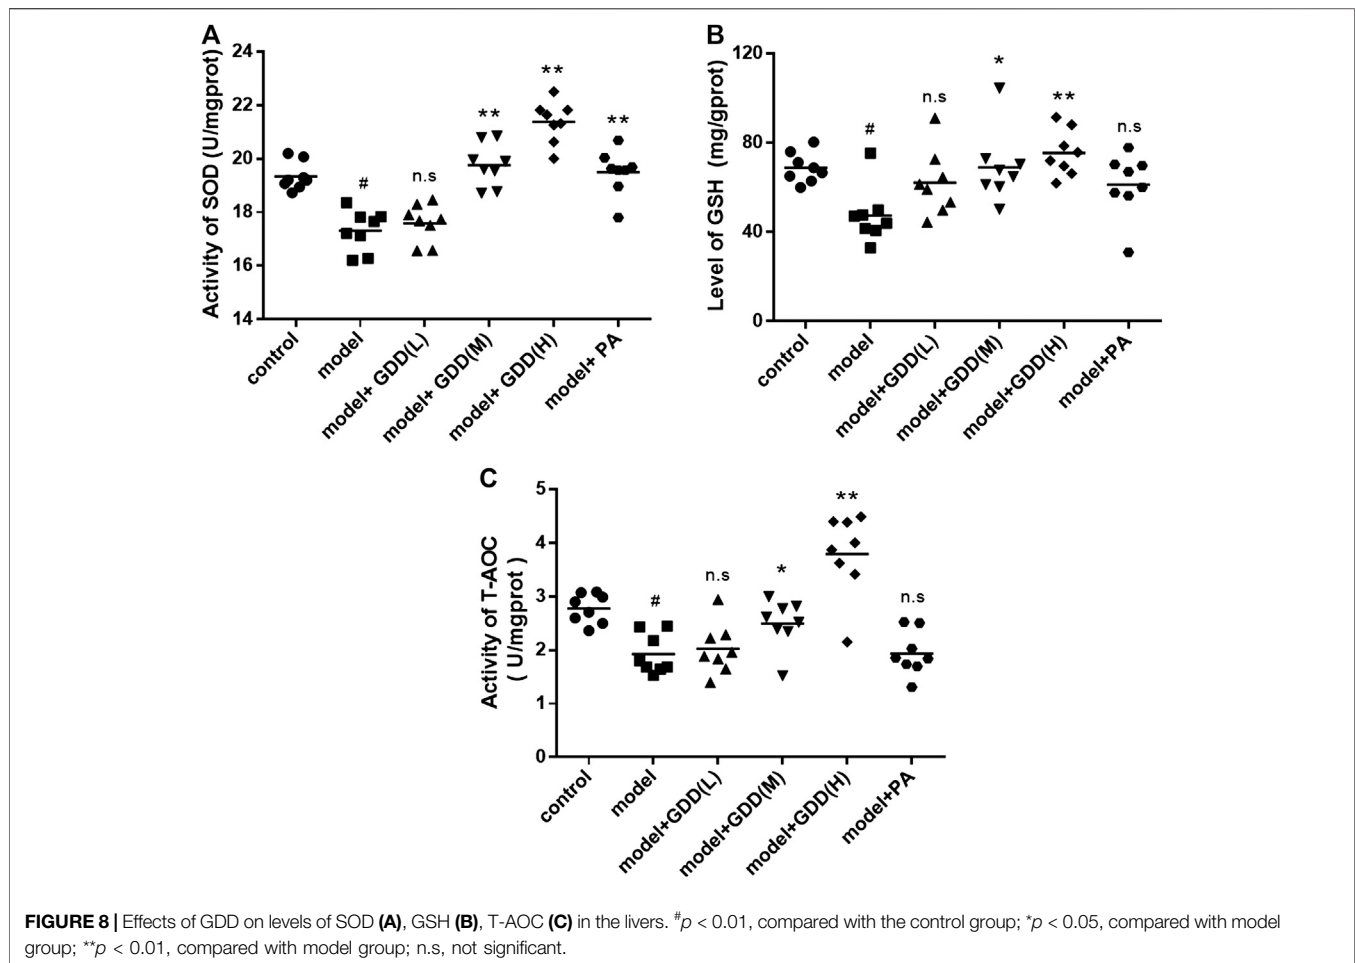 A
Activity of SOD (U/mgprot)
24
22
20
18
16
14
#
n.s
**
**
**
control
model
model+ GDD(L)
model+ GDD(M)
model+ GDD(H)
model+ PA
B
Level of GSH (mg/gprot)
120
80
40
0
#
n.s
*
**
n.s
control
model
model+GDD(L)
model+GDD(M)
model+GDD(H)
model+PA
C
Activity of T-AOC
( U/mgprot )
5
4
3
2
1
0
#
n.s
*
**
n.s
control
model
model+GDD(L)
model+GDD(M)
model+GDD(H)
model+PA
FIGURE 8 | Effects of GDD on levels of SOD (A), GSH (B), T-AOC (C) in the livers. #p < 0.01, compared with the control group; *p < 0.05, compared with model
group; **p < 0.01, compared with model group; n.s, not significant.